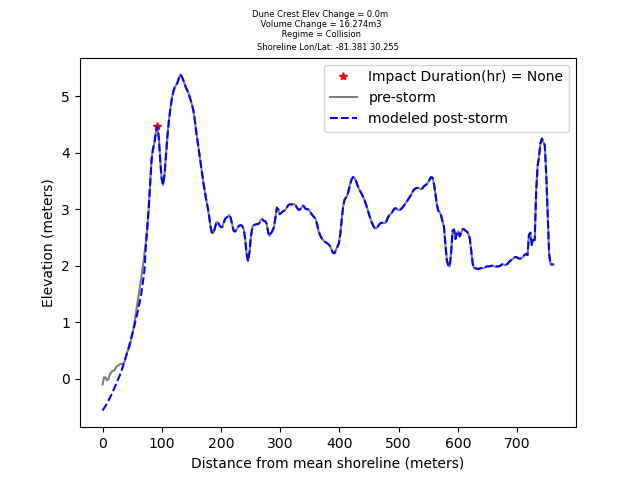 Dune Crest Elev Change = 0.0m
Volume Change = 16.274m3
Regime = Collision
Shoreline Lon/Lat: -81.381 30.255
Impact Duration(hr) = None
pre-storm
modeled post-storm
Elevation (meters)
5
4
3
2
1
0
0 100 200 300 400 500 600 700
Distance from mean shoreline (meters)